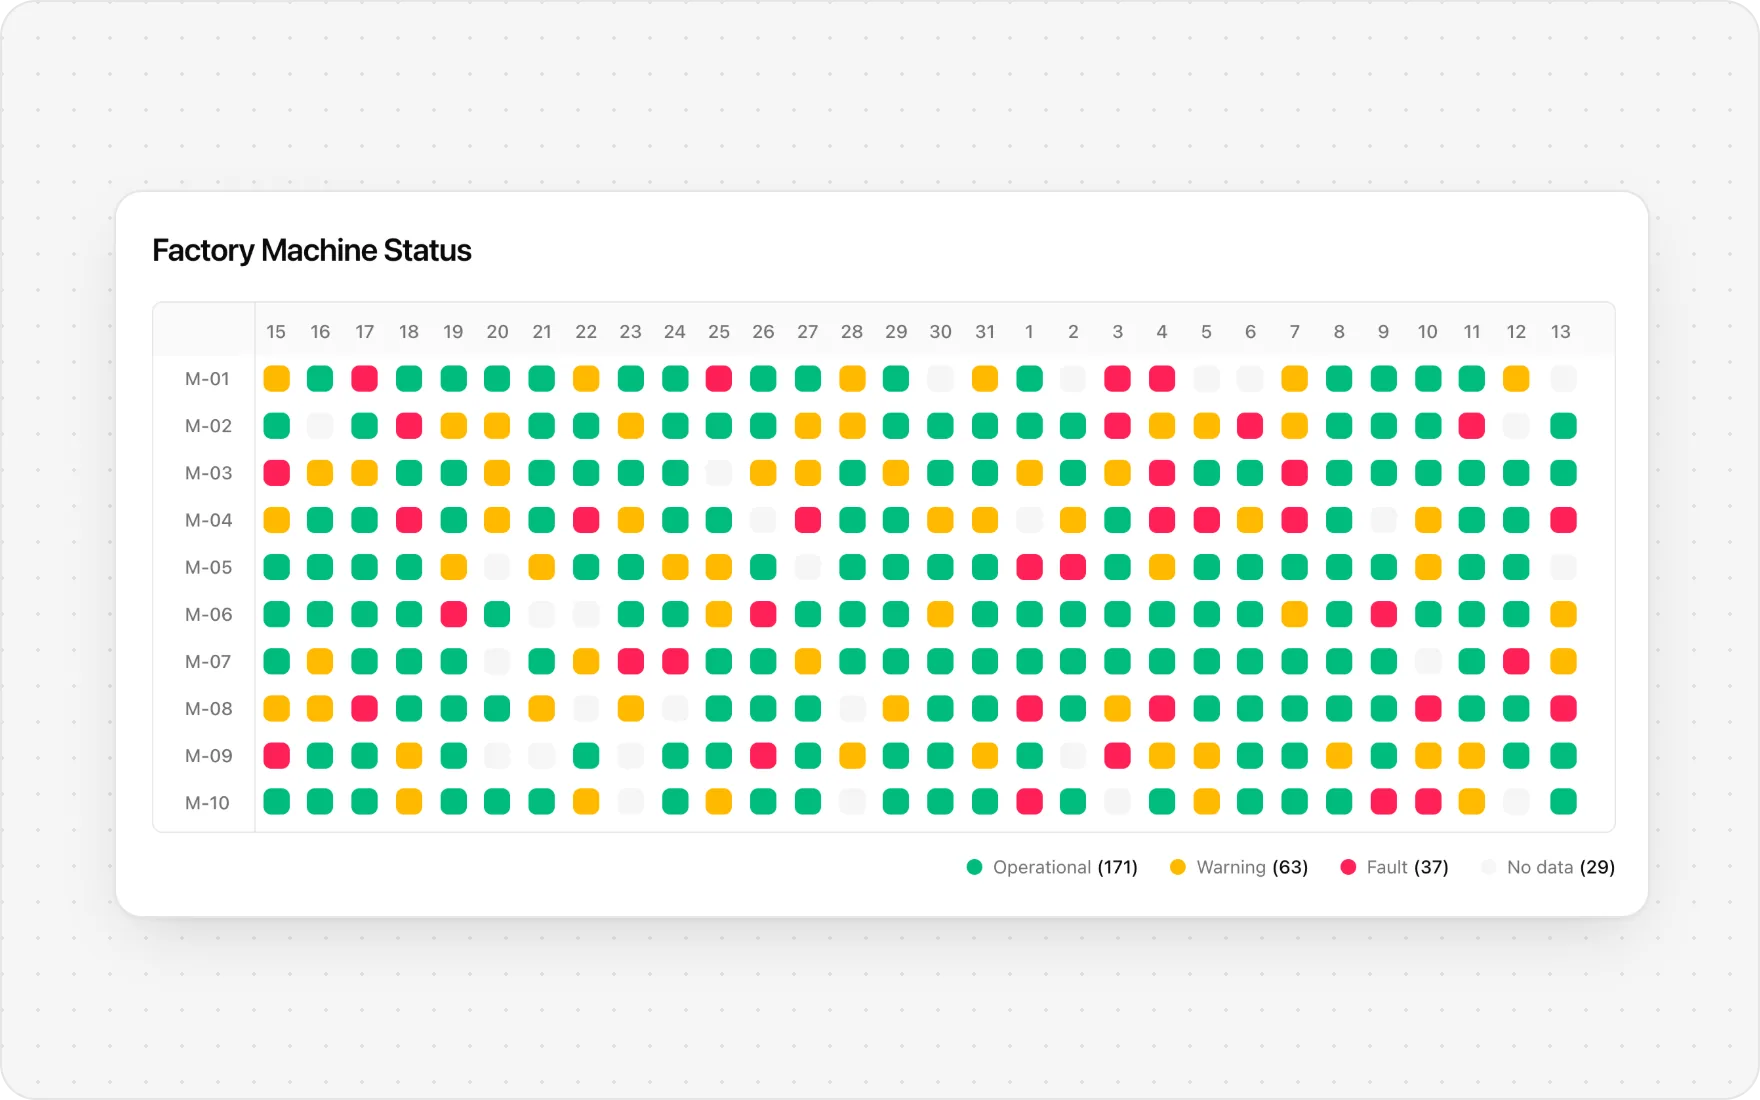 Factory Machine Status
15 16 17 18 19 20 21 22 23 24 25 26 27 28 29 30 31 1 2 3 4 5 6 7 8 9 10 11 12 13
M-01
M-02
M-03
M-04
M-05
M-06
M-07
M-08
M-09
M-10
Operational (171) Warning (63) Fault (37) No data (29)